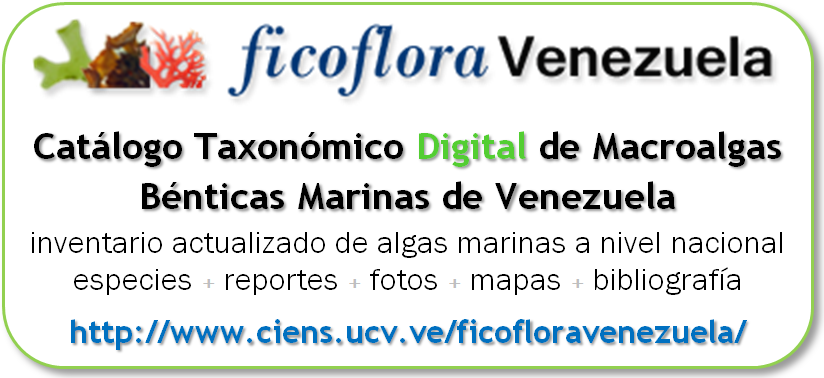 ficoflora Venezuela
Catálogo Taxonómico Digital de Macroalgas
Bénticas Marinas de Venezuela
inventario actualizado de algas marinas a nivel nacional
especies + reportes + fotos + mapas + bibliografía
http://www.ciens.ucv.ve/ficofloravenezuela/